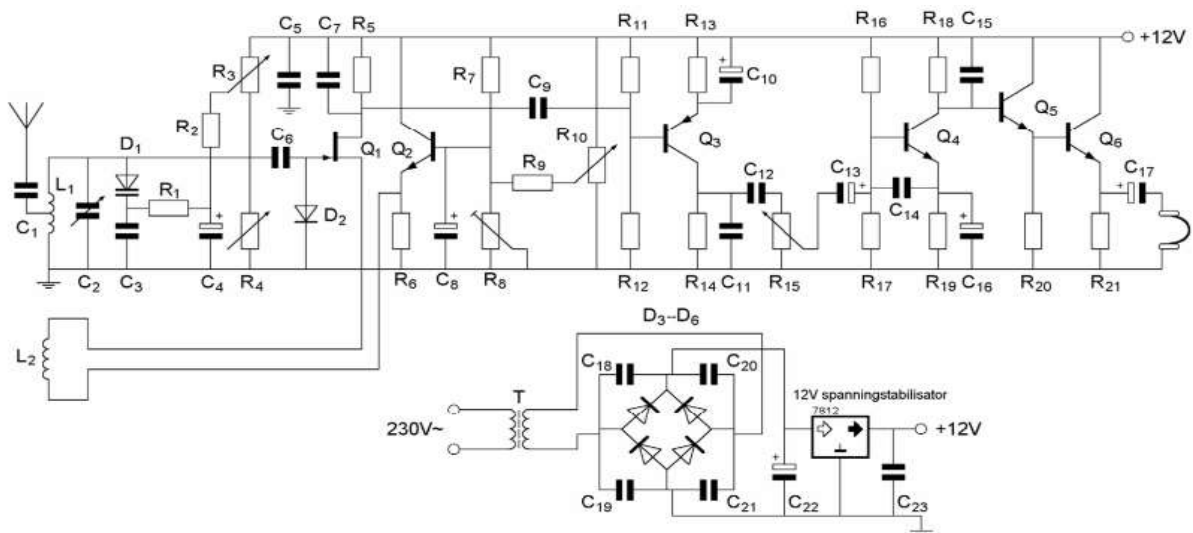 C5 C7 R5 R11 R13 R16 R18 C15
+12V
R3 R7 C9 C10 Q5
R2 R10
D1 C6 Q1 Q2 Q3 Q4 Q6
L1 R1 R9 C12 C13 C17
D2 C14
C1
C2 C3 C4 R4 R6 C8 R8 R12 R14 C11 R15 R17 R19 C16 R20 R21
D3--D6
L2
C18 C20
T
12V spanningstabilisator
7812
230V~
+12V
C19 C21 C22 C23